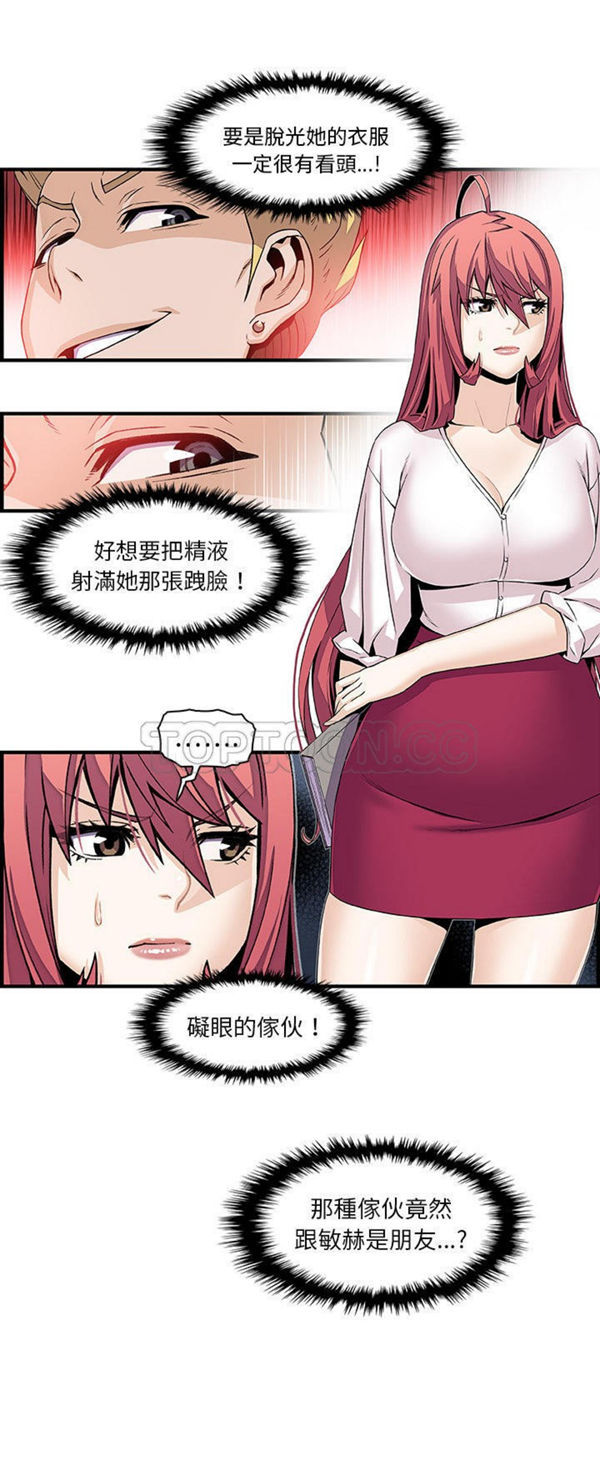 要是脫光她的衣服
一定很有看頭...!
好想要把精液
射滿她那張跩臉！
.......
TOPTOON.CC
礙眼的傢伙！
那種傢伙竟然
跟敏赫是朋友...?